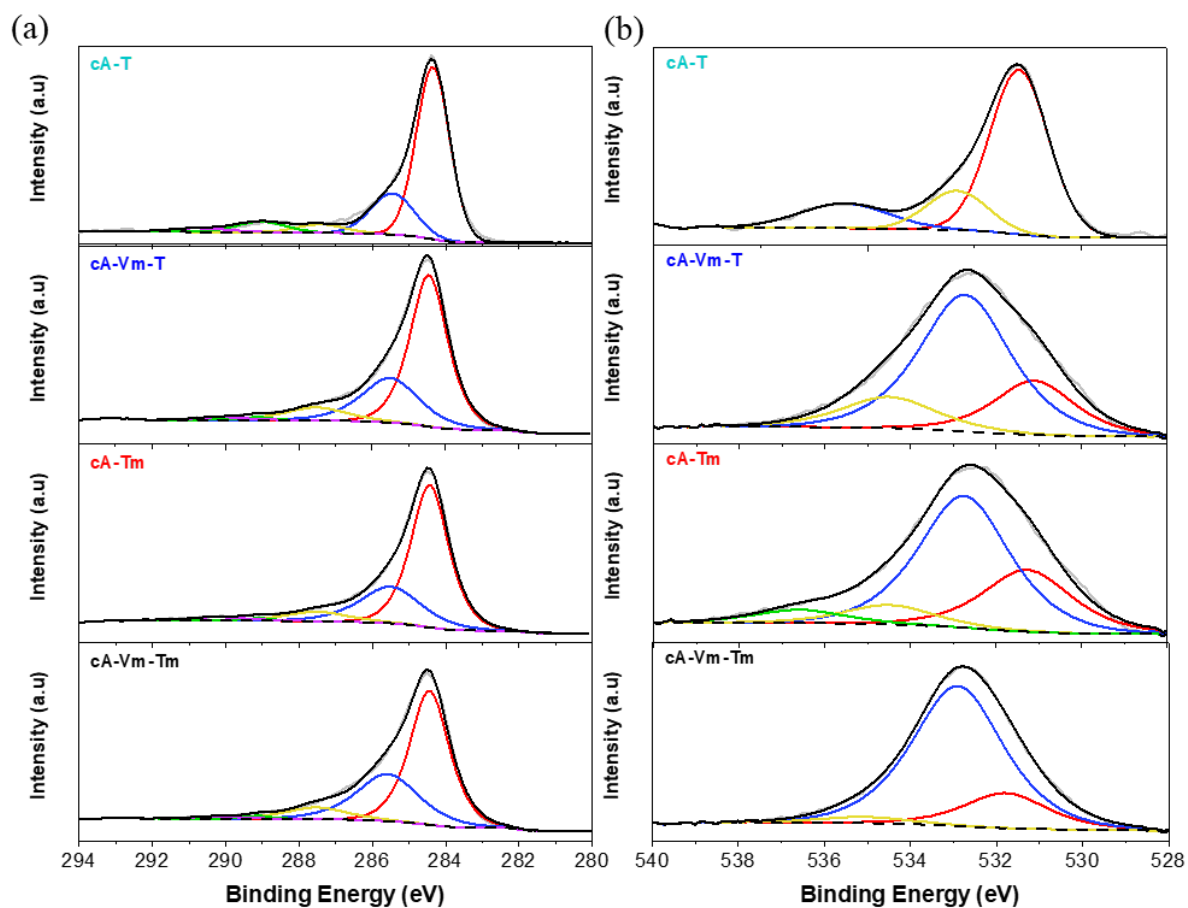 (a)
(b)
cA-T
cA-T
Intensity (a.u)
Intensity (a.u)
cA-Vm-T
cA-Vm-T
Intensity (a.u)
Intensity (a.u)
cA-Tm
cA-Tm
Intensity (a.u)
Intensity (a.u)
cA-Vm-Tm
cA-Vm-Tm
Intensity (a.u)
Intensity (a.u)
294 292 290 288 286 284 282 280
540 538 536 534 532 530 528
Binding Energy (eV)
Binding Energy (eV)